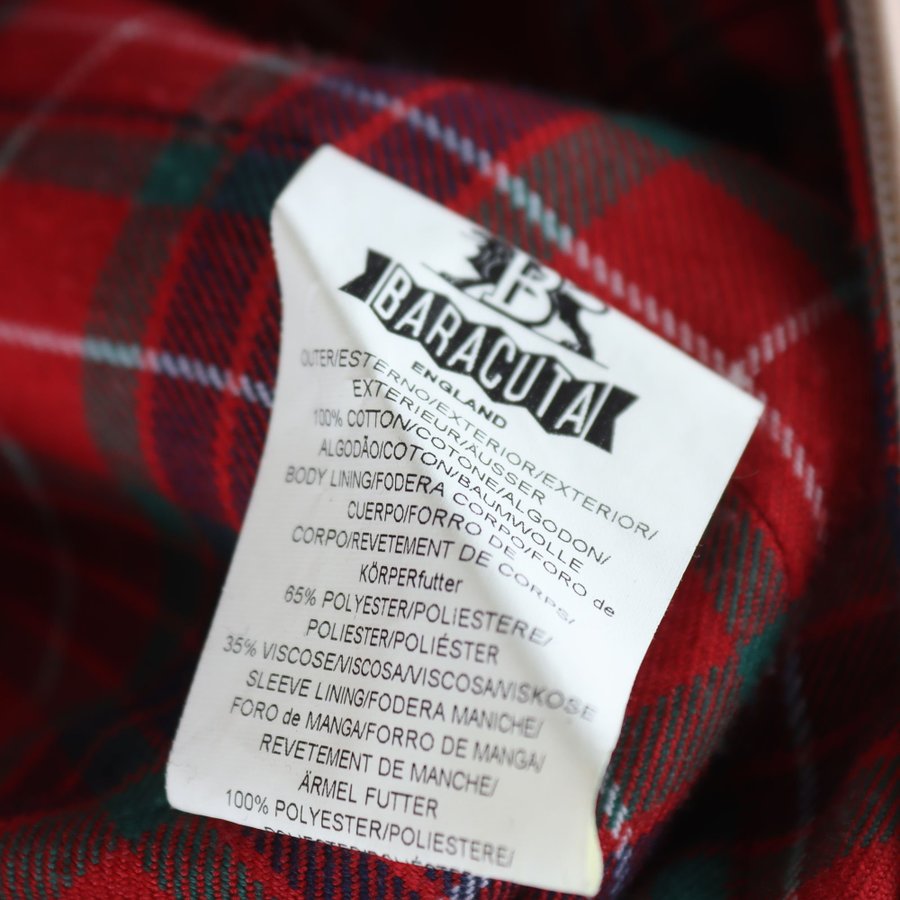 B
BARACUTA
ENGLAND
OUTER/ESTERNO/EXTERIOR/EXTERIOR/
EXTERIEUR/ÄUSSER
100% COTTON/COTONE/ALGODON/
ALGODÃO/COTON/BAUMWOLLE
BODY LINING/FODERA CORPO/FORO de
CUERPO/FORRO DE
CORPO/REVETEMENT DE CORPS/
KÖRPERfutter
65% POLYESTER/POLiESTERE/
POLIESTER/POLIÉSTER
35% VISCOSE/VISCOSA/VISCOSA/VISKOSE
SLEEVE LINING/FODERA MANICHE/
FORO de MANGA/FORRO DE MANGA/
REVETEMENT DE MANCHE/
ÄRMEL FUTTER
100% POLYESTER/POLIESTERE/